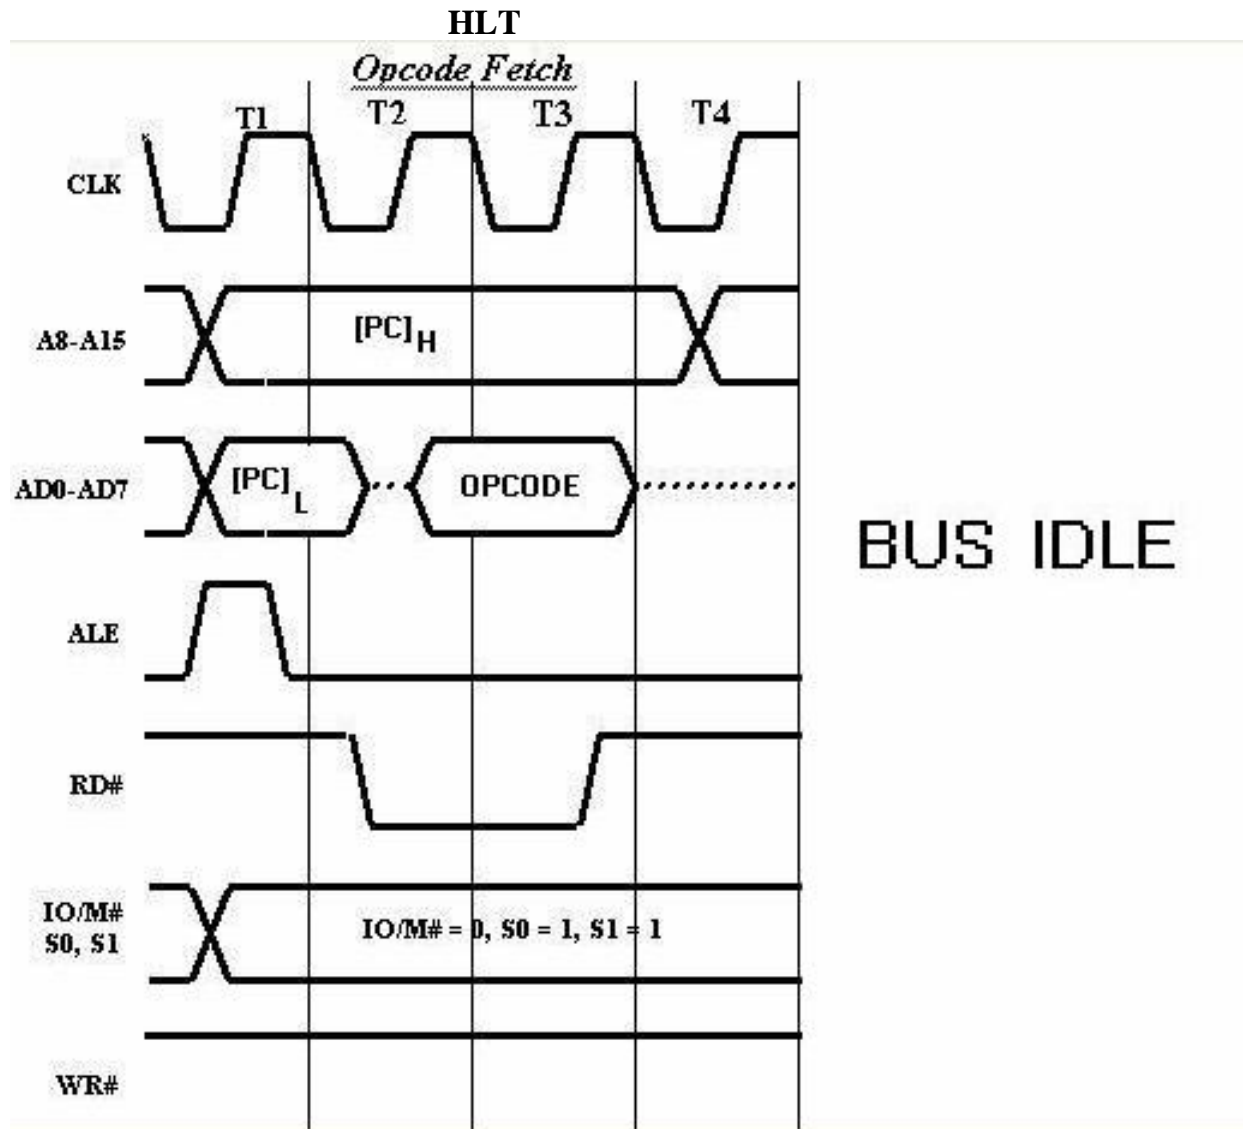 HLT
Opcode Fetch
T1 T2 T3 T4
CLK
A8-A15 [PC]H
AD0-AD7 [PC]L OPCODE
BUS IDLE
ALE
RD#
IO/M#
S0, S1
IO/M# = 0, S0 = 1, S1 = 1
WR#